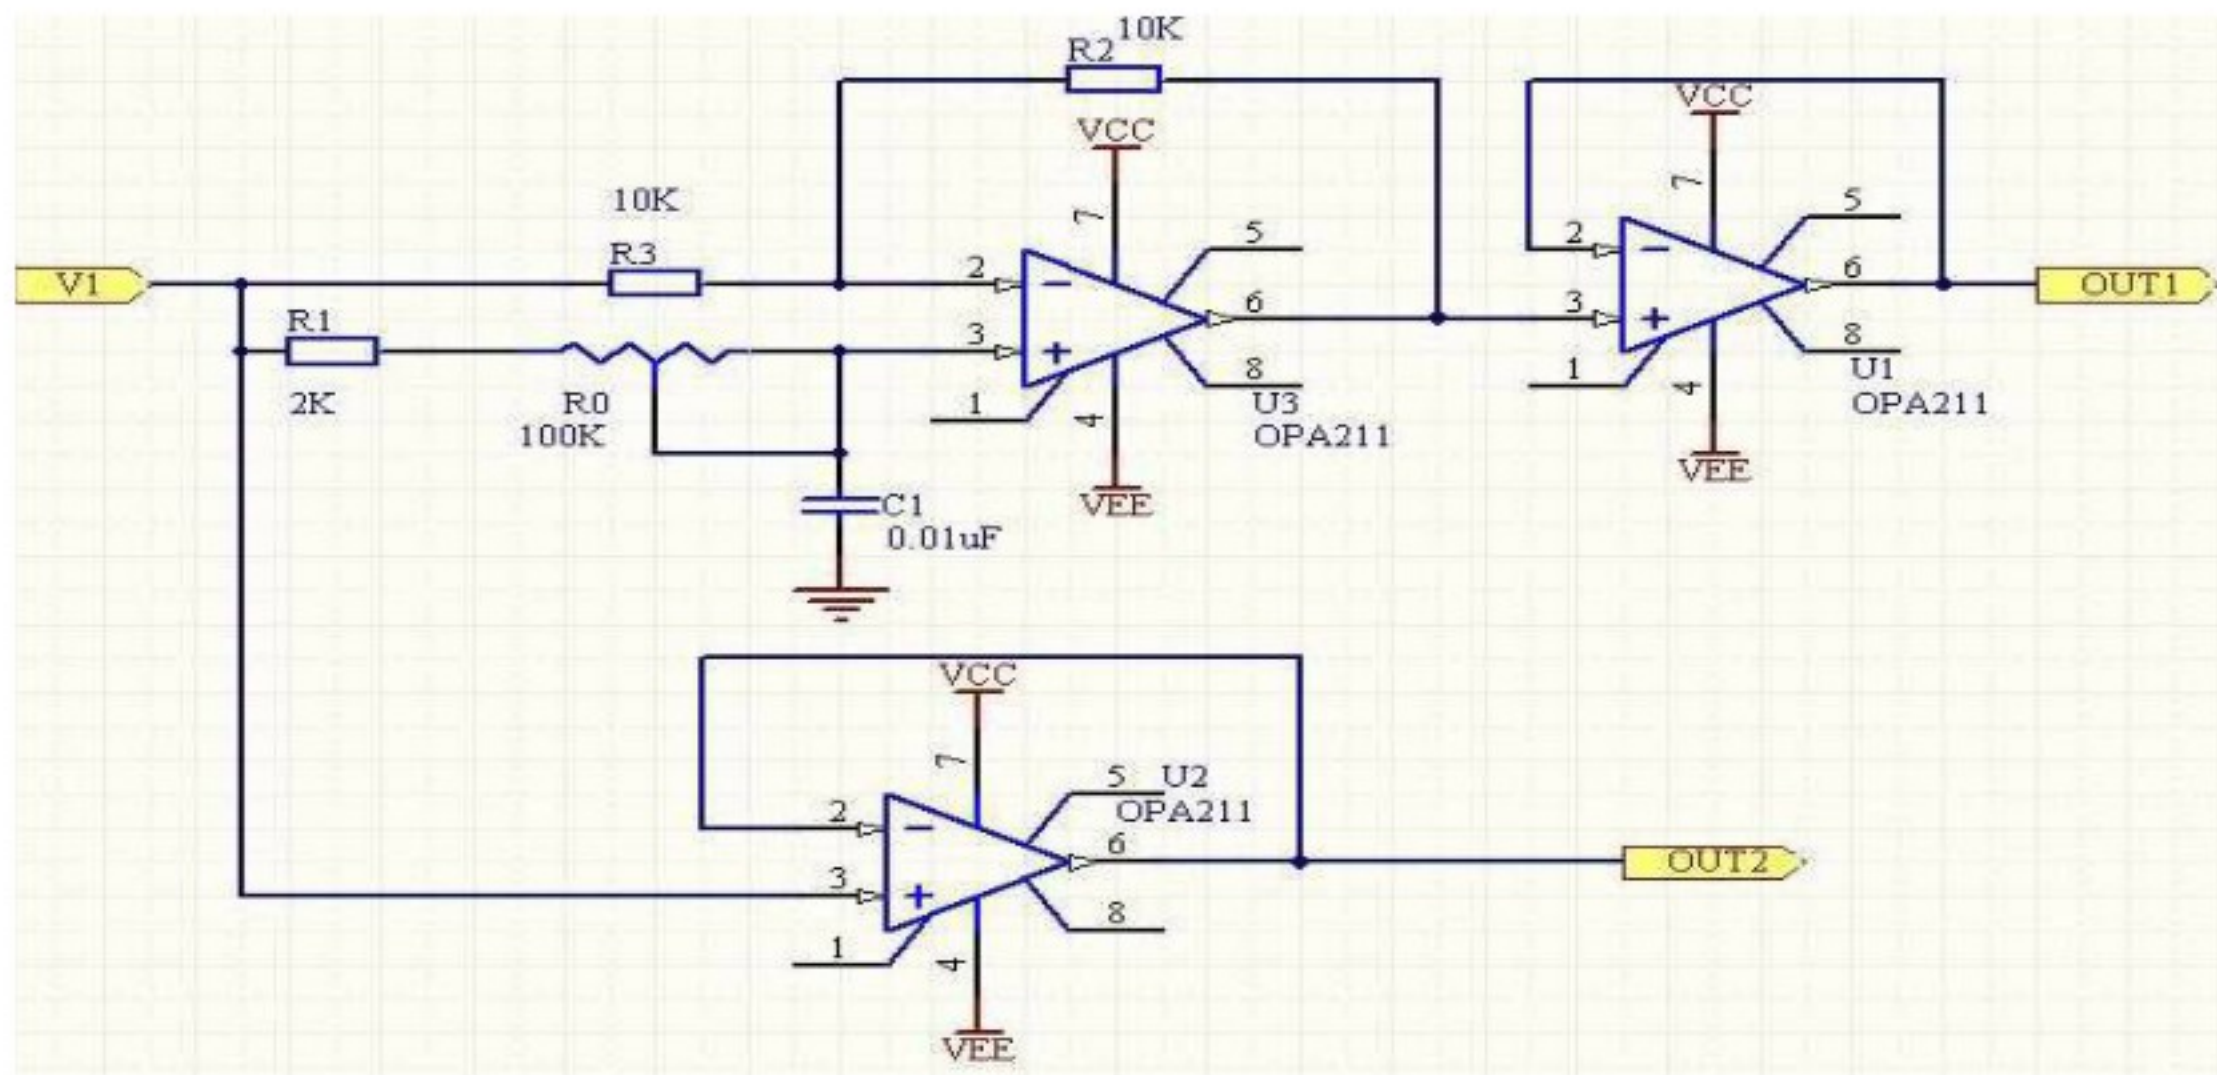 10K
R2
VCC
VCC
7
7
10K
R3
5
5
V1
2
6
2
6
OUT1
R1
3
3
8
2K
R0
100K
1
4
8
U3
OPA211
1
4
U1
OPA211
VEE
VEE
C1
0.01uF
VCC
7
5
U2
OPA211
2
6
OUT2
3
8
1
4
VEE